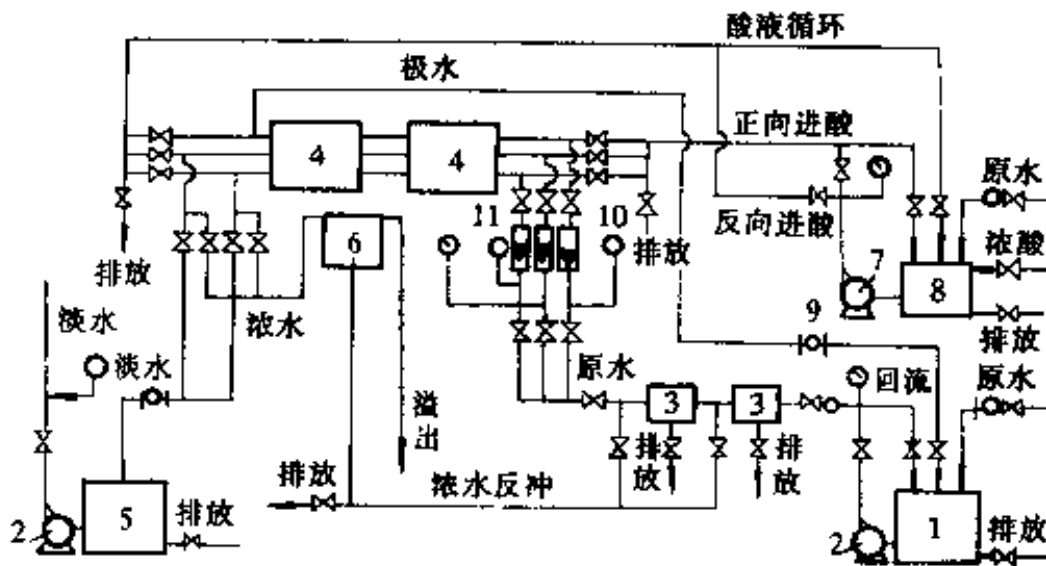 酸液循环
极水
正向进酸
4
4
原水
11
10
反向进酸
6
排放
排放
7
浓酸
8
淡水
浓水
9
排放
淡水
原水
回流
原水
3
3
溢出
排放
排放
排放
浓水反冲
2
5
排放
2
1
排放